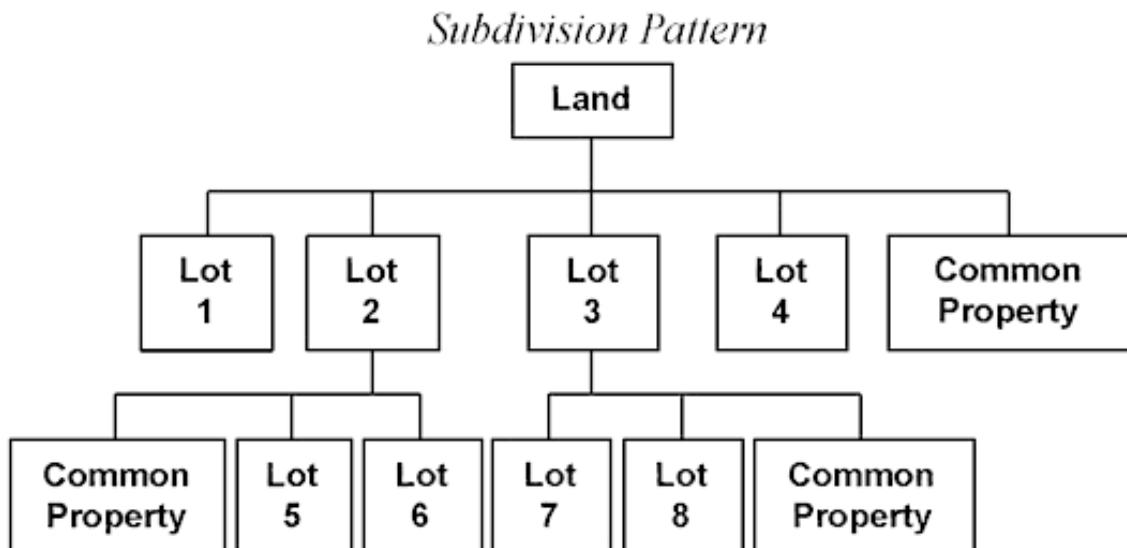 Subdivision Pattern
Land
Lot
1
Lot
2
Lot
3
Lot
4
Common
Property
Common
Property
Lot
5
Lot
6
Lot
7
Lot
8
Common
Property